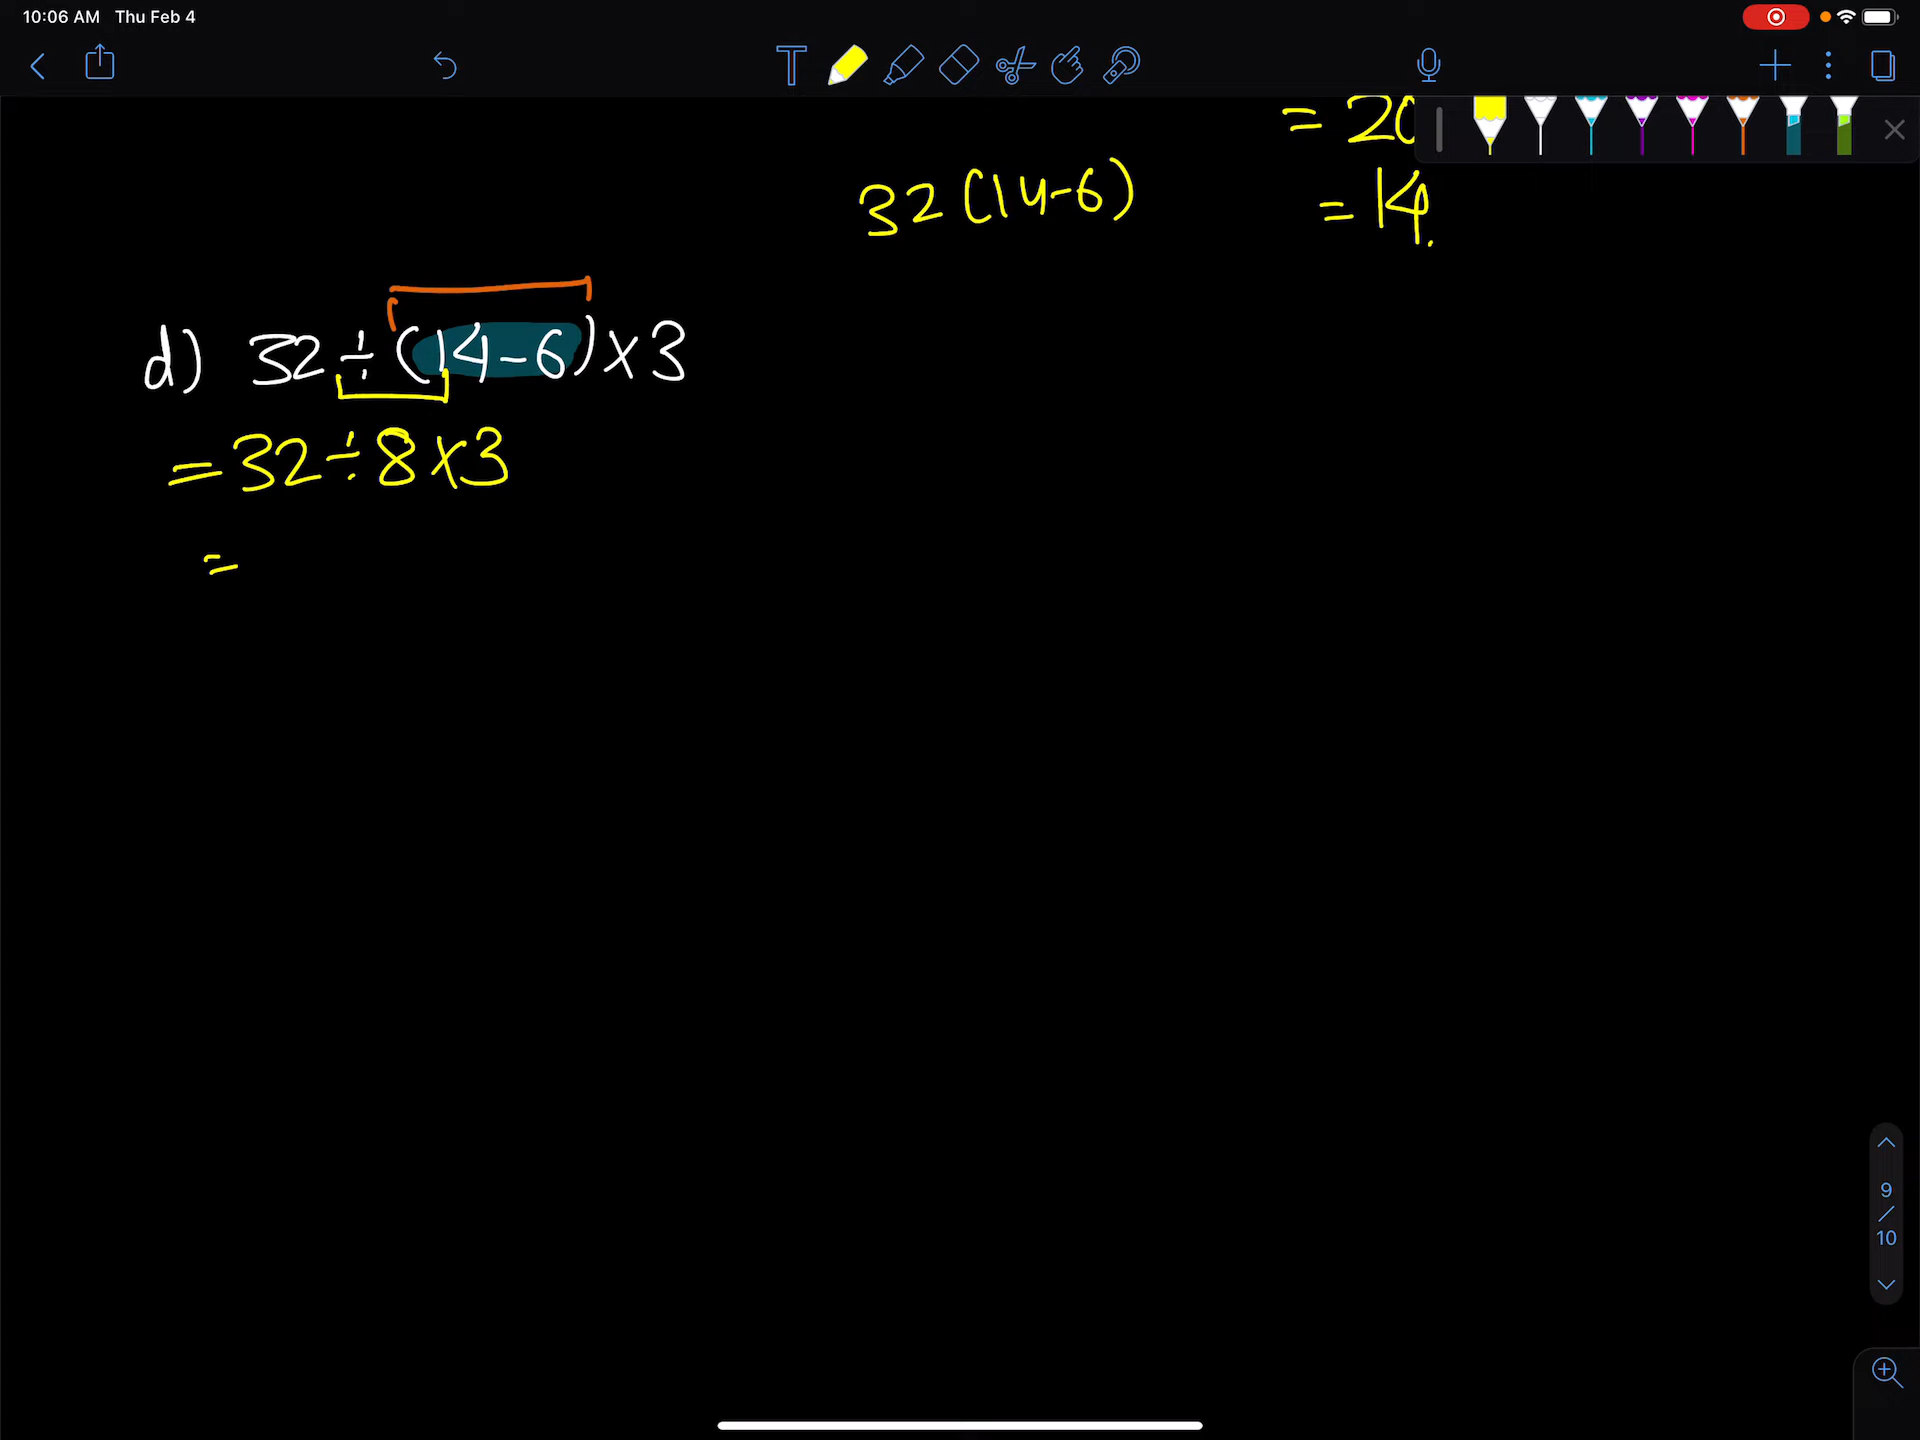 10:06 AM Thu Feb 4
= 20
32 (14-6)
= 14.
d) 32 ÷ (14-6) x 3
= 32 ÷ 8 x 3
=
9
/
10